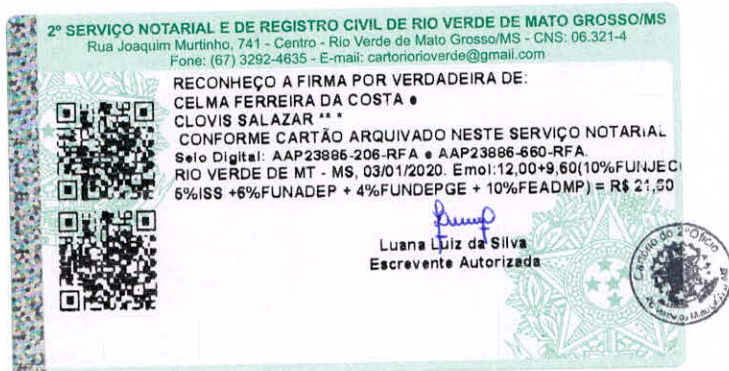 2º SERVIÇO NOTARIAL E DE REGISTRO CIVIL DE RIO VERDE DE MATO GROSSO/MS
Rua Joaquim Murtinho, 741 - Centro - Rio Verde de Mato Grosso/MS - CNS: 06.321-4
Fone: (67) 3292-4635 - E-mail: cartoriorioverde@gmail.com
RECONHEÇO A FIRMA POR VERDADEIRA DE:
CELMA FERREIRA DA COSTA e
CLOVIS SALAZAR ** *
CONFORME CARTÃO ARQUIVADO NESTE SERVIÇO NOTARIAL
Selo Digital: AAP23885-206-RFA e AAP23886-660-RFA.
RIO VERDE DE MT - MS, 03/01/2020. Emol:12,00+9,60(10%FUNJEC
5%ISS +6%FUNADEP + 4%FUNDEPGE + 10%FEADMP) = R$ 21,60
Luana Luiz da Silva
Escrevente Autorizada
Cartório do 2º Ofício